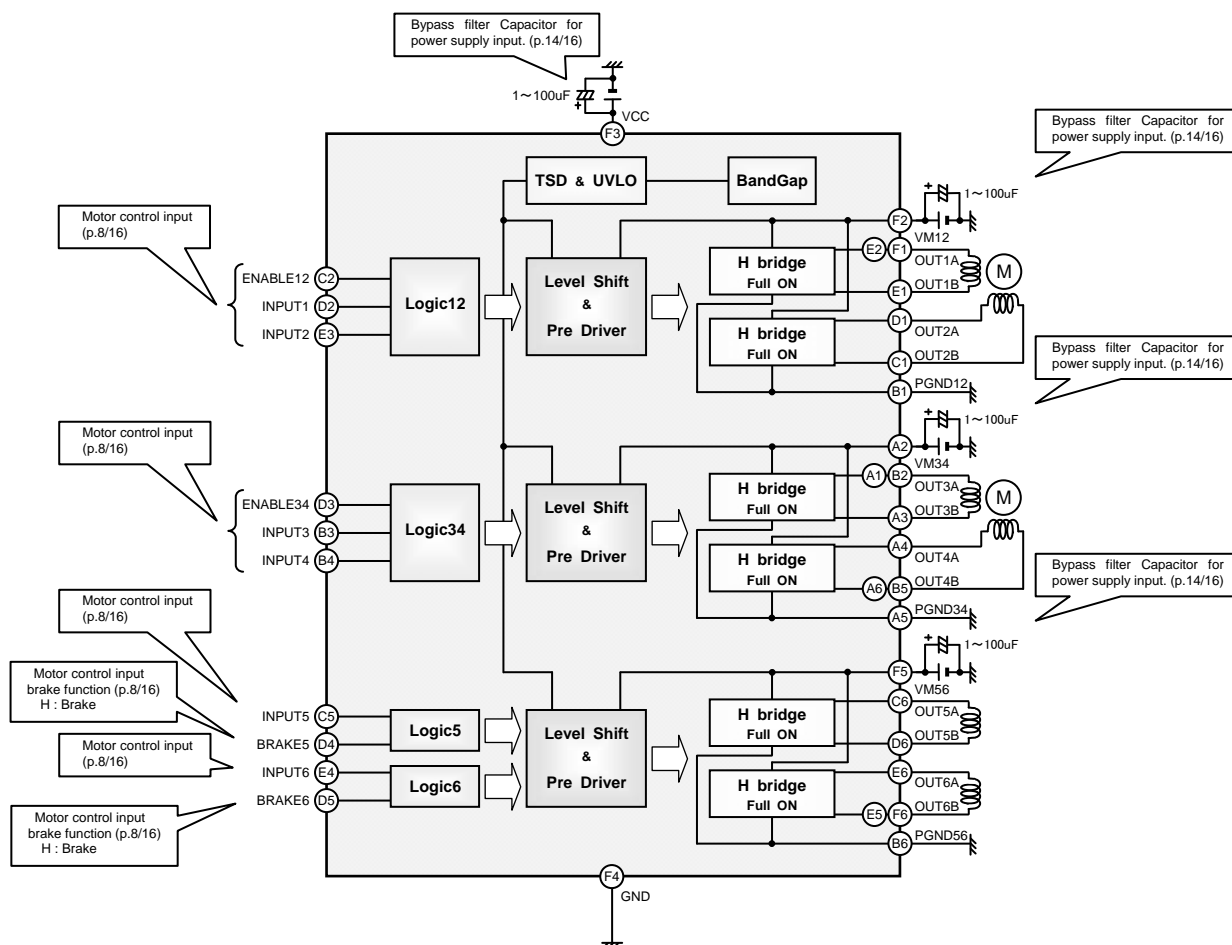 Bypass filter Capacitor for
power supply input. (p.14/16)
1～100uF
+
VCC
F3
Bypass filter Capacitor for
power supply input. (p.14/16)
TSD & UVLO
BandGap
+
1～100uF
Motor control input
(p.8/16)
F2
VM12
E2
F1
OUT1A
H bridge
Full ON
M
ENABLE12
C2
Logic12
Level Shift
&
Pre Driver
OUT1B
E1
INPUT1
D2
D1
OUT2A
INPUT2
E3
H bridge
Full ON
OUT2B
C1
Bypass filter Capacitor for
power supply input. (p.14/16)
B1
PGND12
+
1～100uF
Motor control input
(p.8/16)
A2
VM34
A1
B2
OUT3A
H bridge
Full ON
M
ENABLE34
D3
Logic34
Level Shift
&
Pre Driver
OUT3B
A3
INPUT3
B3
A4
OUT4A
INPUT4
B4
H bridge
Full ON
OUT4B
A6
B5
Bypass filter Capacitor for
power supply input. (p.14/16)
Motor control input
(p.8/16)
A5
PGND34
+
1～100uF
Motor control input
brake function (p.8/16)
H : Brake
F5
VM56
C6
OUT5A
H bridge
Full ON
INPUT5
C5
Logic5
Level Shift
&
Pre Driver
OUT5B
BRAKE5
D4
D6
Motor control input
(p.8/16)
INPUT6
E4
Logic6
E6
OUT6A
H bridge
Full ON
BRAKE6
D5
OUT6B
E5
F6
Motor control input
brake function (p.8/16)
H : Brake
B6
PGND56
F4
GND